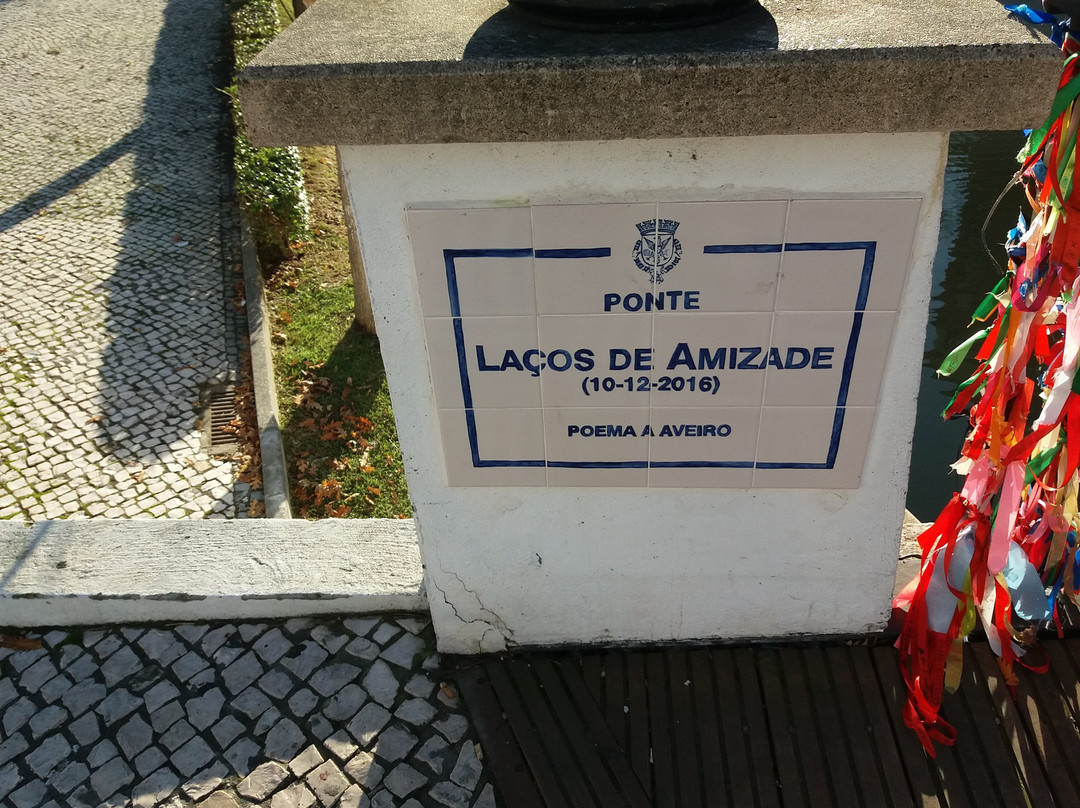 PONTE
LAÇOS DE AMIZADE
(10-12-2016)
POEMA A AVEIRO